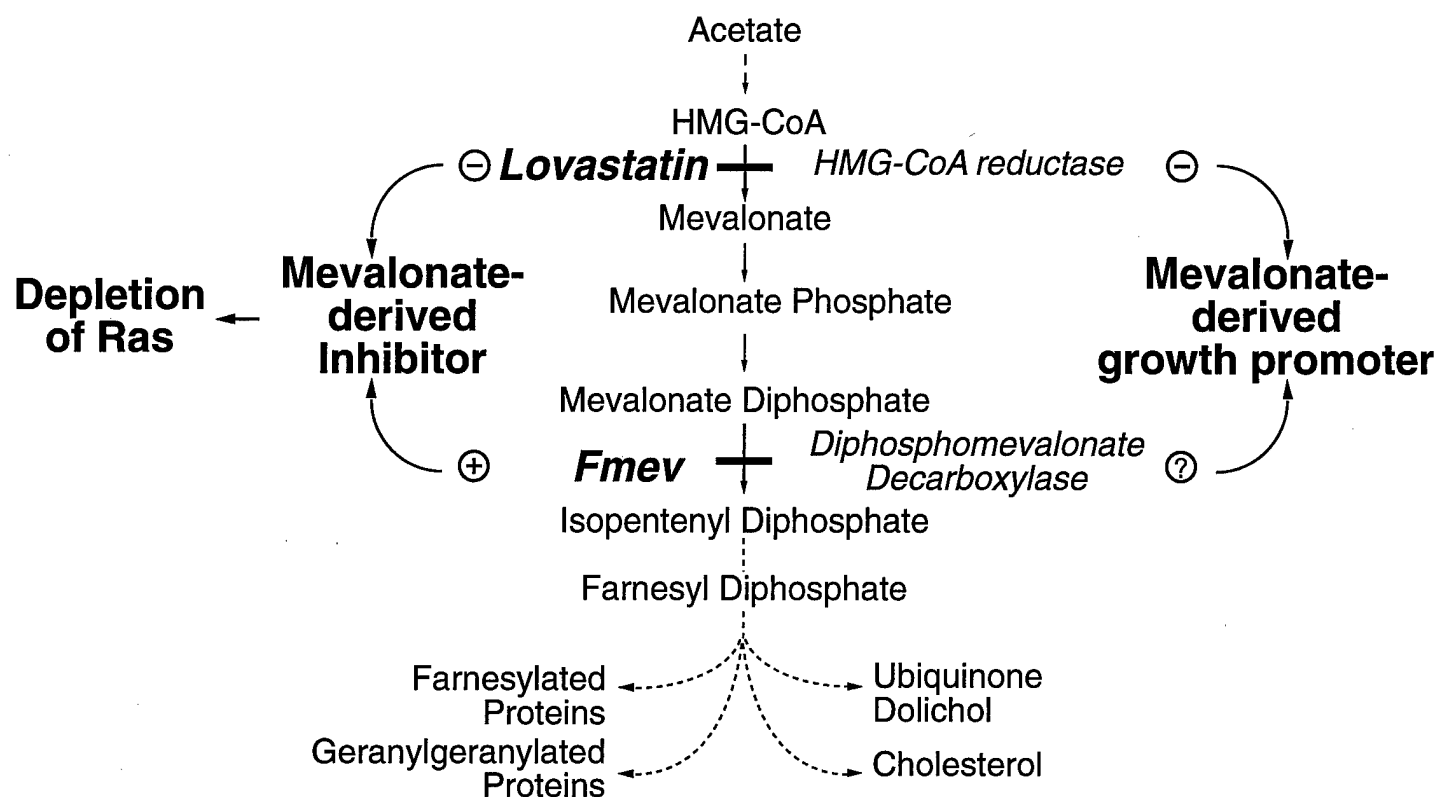 Acetate
HMG-CoA
⊖ Lovastatin
HMG-CoA reductase ⊖
Mevalonate
Mevalonate-
derived
Inhibitor
Depletion
of Ras
Mevalonate Phosphate
Mevalonate-
derived
growth promoter
Mevalonate Diphosphate
⊕ Fmev
Diphosphomevalonate
Decarboxylase
?
Isopentenyl Diphosphate
Farnesyl Diphosphate
Farnesylated
Proteins
Ubiquinone
Dolichol
Geranylgeranylated
Proteins
Cholesterol